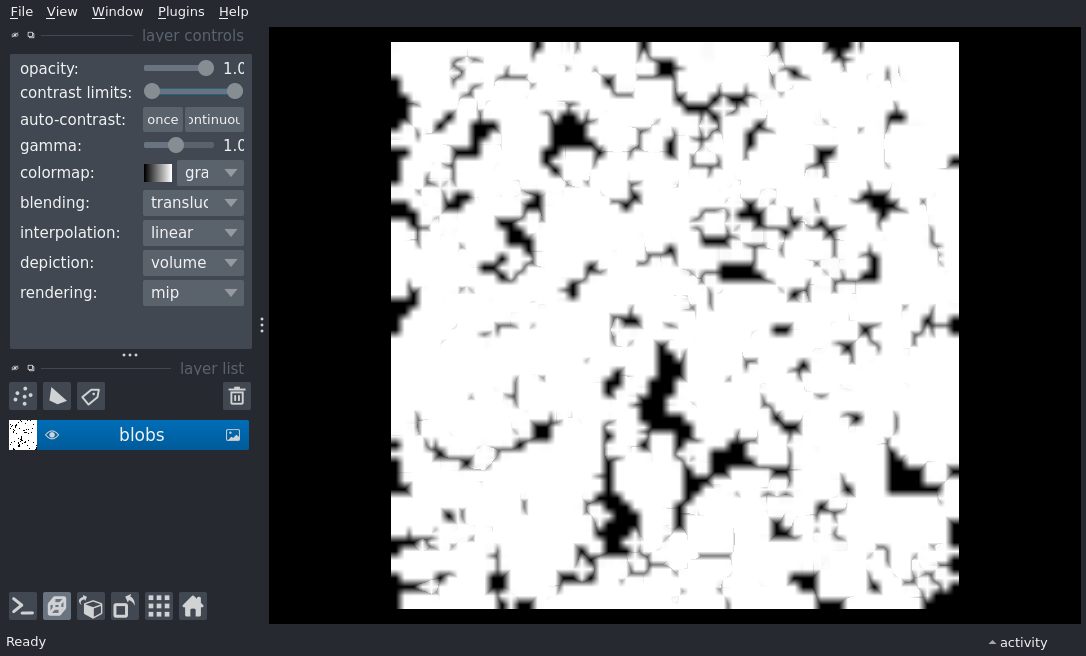 File View Window Plugins Help
layer controls
opacity: 1.0
contrast limits:
auto-contrast: once ontinuou
gamma: 1.0
colormap: gra
blending: transluc
interpolation: linear
depiction: volume
rendering: mip
layer list
blobs
Ready
activity